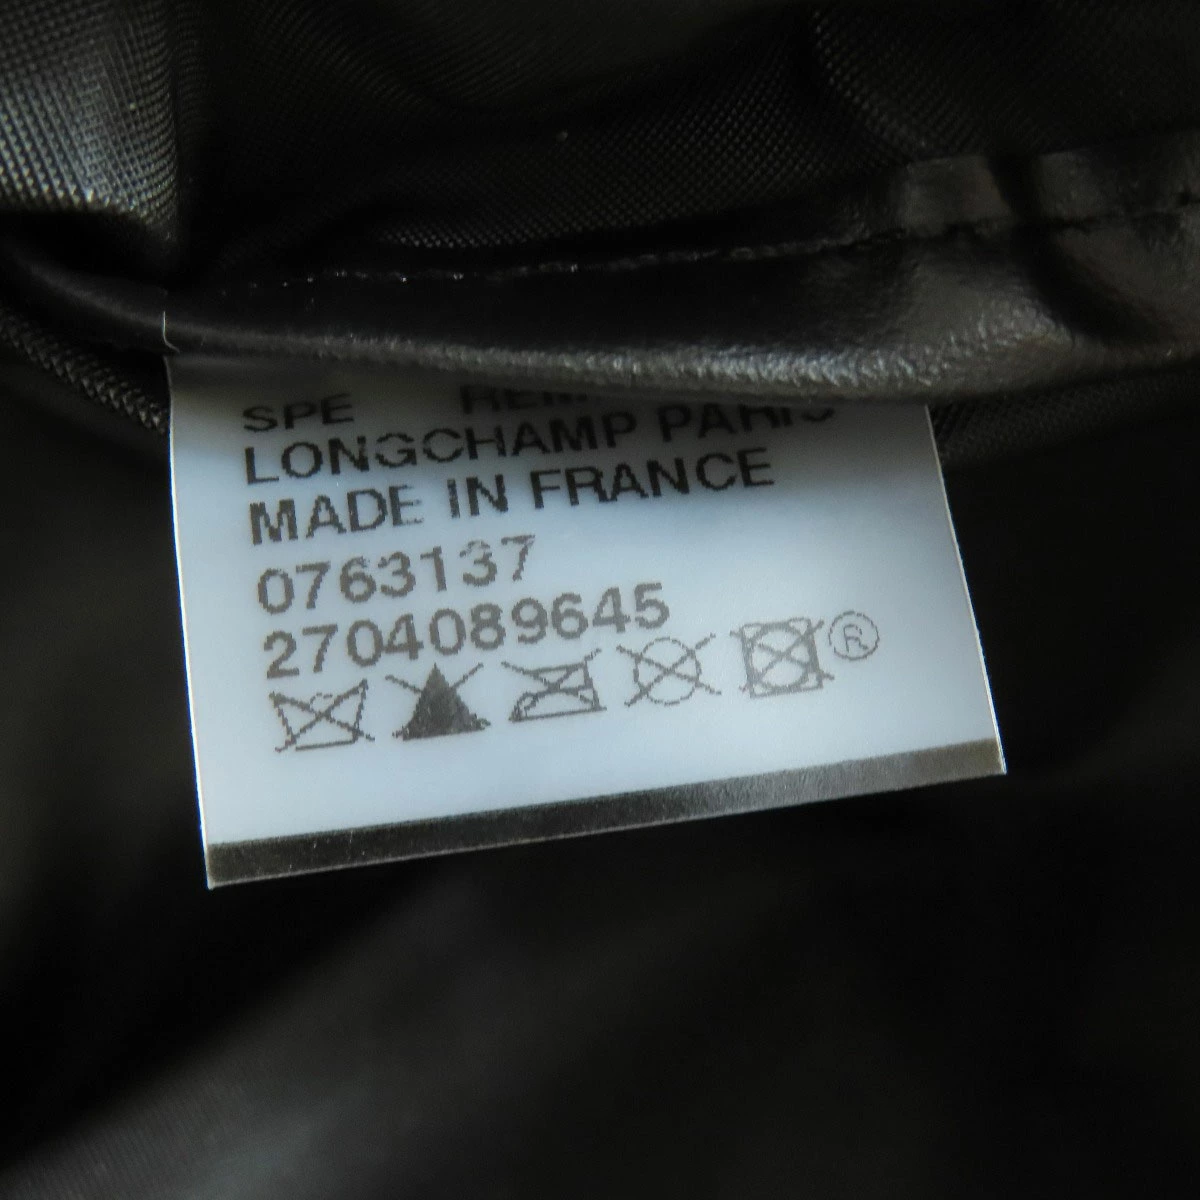 SPE
LONGCHAMP PARIS
MADE IN FRANCE
0763137
2704089645
®